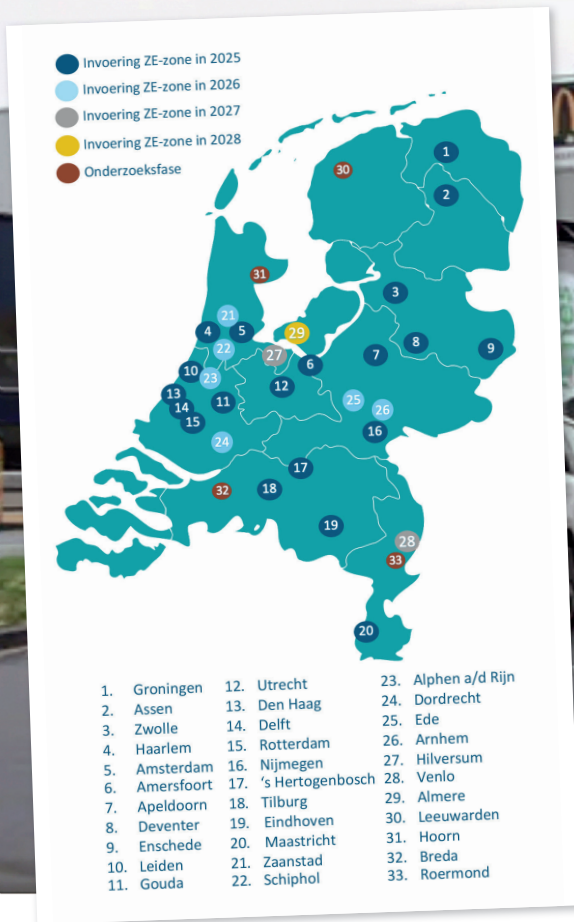 Invoering ZE-zone in 2025
Invoering ZE-zone in 2026
Invoering ZE-zone in 2027
Invoering ZE-zone in 2028
Onderzoeksfase
1
2
30
3
31
21
4
5
29
22
27
6
7
8
9
10
23
12
13
11
14
15
25
26
16
24
17
32
18
19
28
33
20
1. Groningen
2. Assen
3. Zwolle
4. Haarlem
5. Amsterdam
6. Amersfoort
7. Apeldoorn
8. Deventer
9. Enschede
10. Leiden
11. Gouda
12. Utrecht
13. Den Haag
14. Delft
15. Rotterdam
16. Nijmegen
17. ‘s Hertogenbosch
18. Tilburg
19. Eindhoven
20. Maastricht
21. Zaanstad
22. Schiphol
23. Alphen a/d Rijn
24. Dordrecht
25. Ede
26. Arnhem
27. Hilversum
28. Venlo
29. Almere
30. Leeuwarden
31. Hoorn
32. Breda
33. Roermond